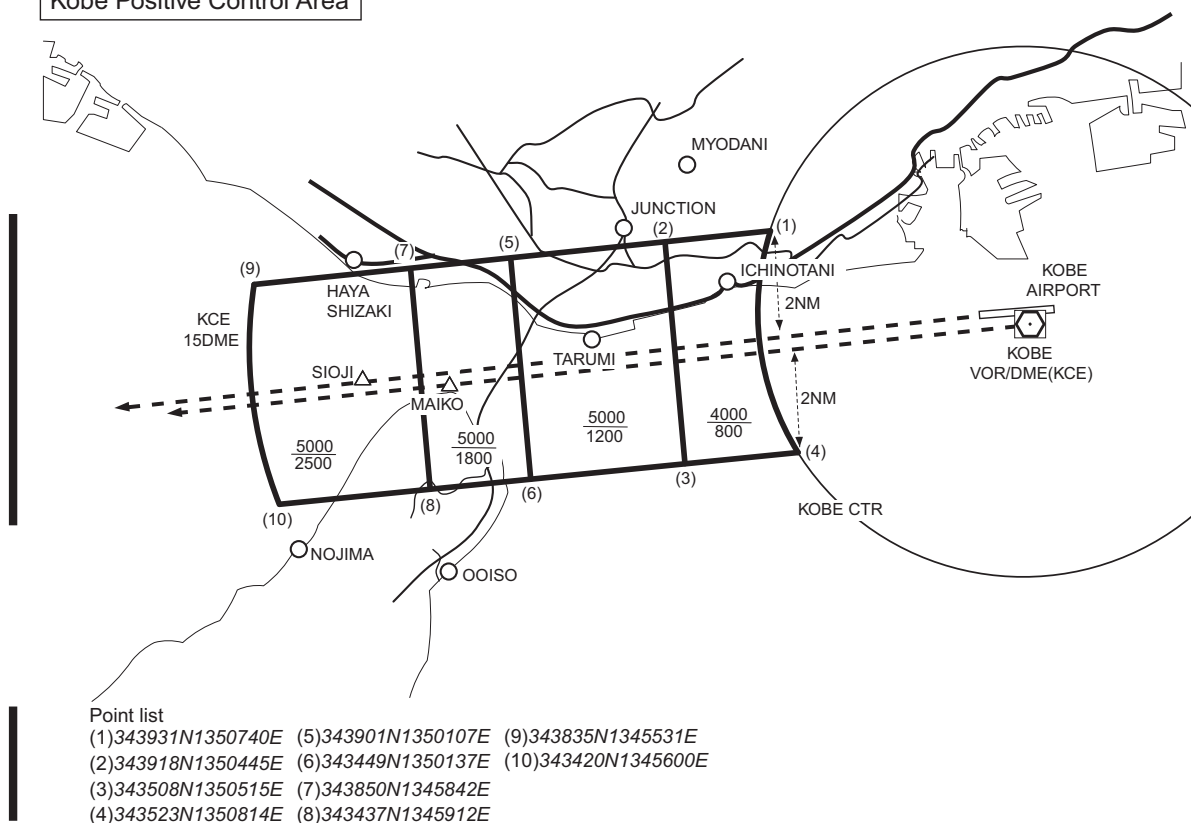 Kobe Positive Control Area
MYODANI
JUNCTION
(1)
(2)
(5)
(7)
(9)
ICHINOTANI
KOBE
AIRPORT
HAYA
SHIZAKI
2NM
KCE
15DME
KOBE
VOR/DME(KCE)
TARUMI
SIOJI
MAIKO
2NM
5000
2500
5000
1800
5000
1200
4000
800
(4)
(3)
(6)
(8)
(10)
KOBE CTR
NOJIMA
OOISO
Point list
(1)343931N1350740E (5)343901N1350107E (9)343835N1345531E
(2)343918N1350445E (6)343449N1350137E (10)343420N1345600E
(3)343508N1350515E (7)343850N1345842E
(4)343523N1350814E (8)343437N1345912E